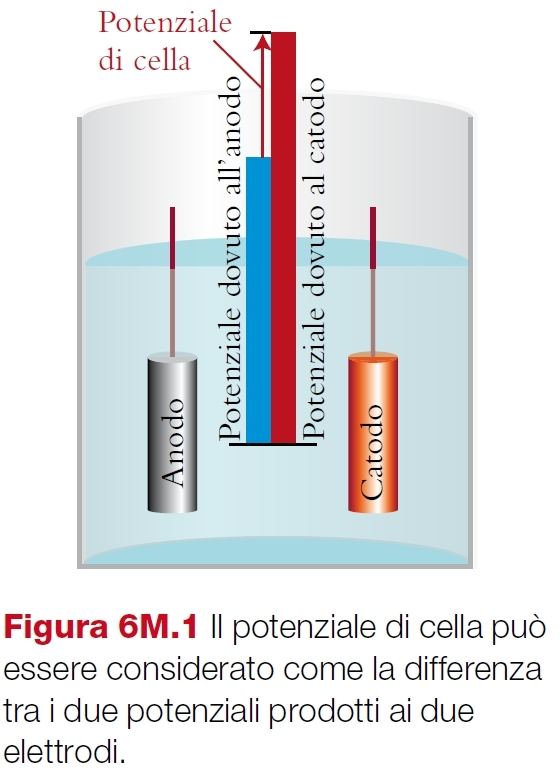 Potenziale
di cella
Potenziale dovuto all'anodo
Potenziale dovuto al catodo
Anodo
Catodo
Figura 6M.1 Il potenziale di cella può
essere considerato come la differenza
tra i due potenziali prodotti ai due
elettrodi.